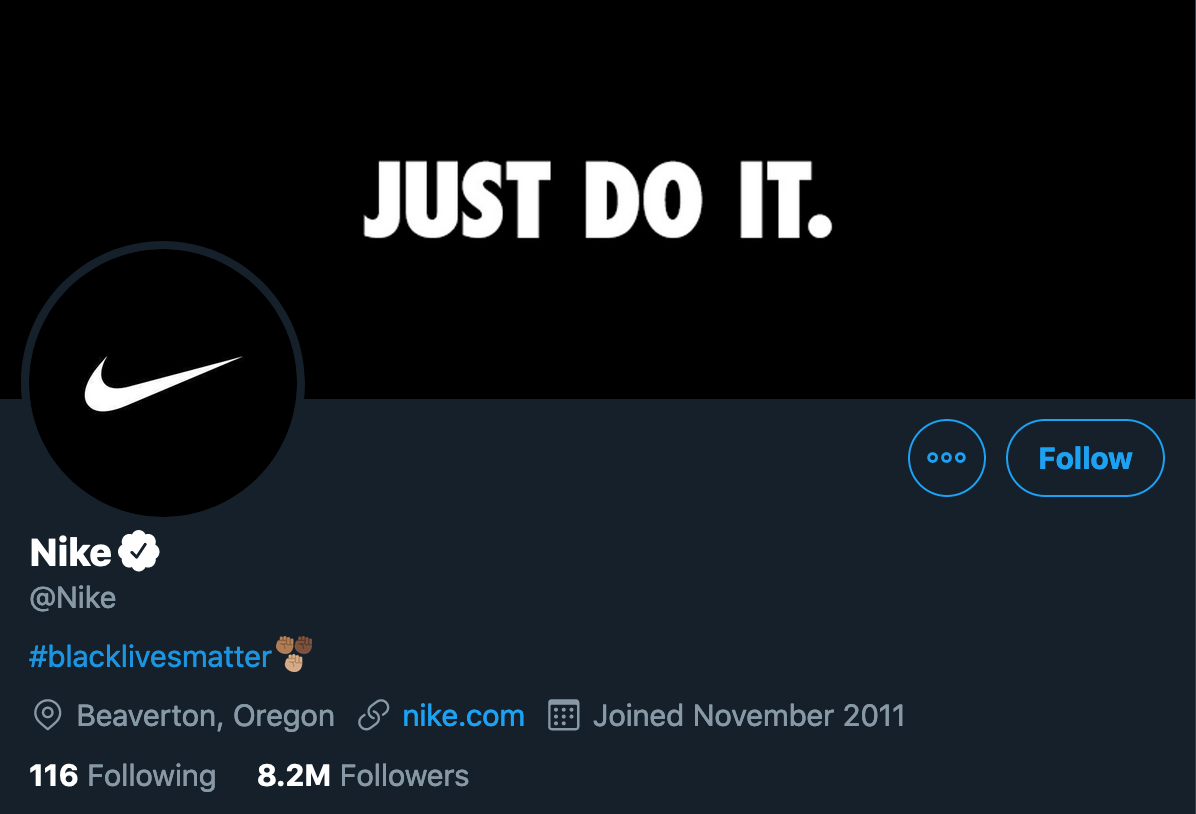 JUST DO IT.
Follow
Nike
@Nike
#blacklivesmatter
Beaverton, Oregon nike.com Joined November 2011
116 Following 8.2M Followers